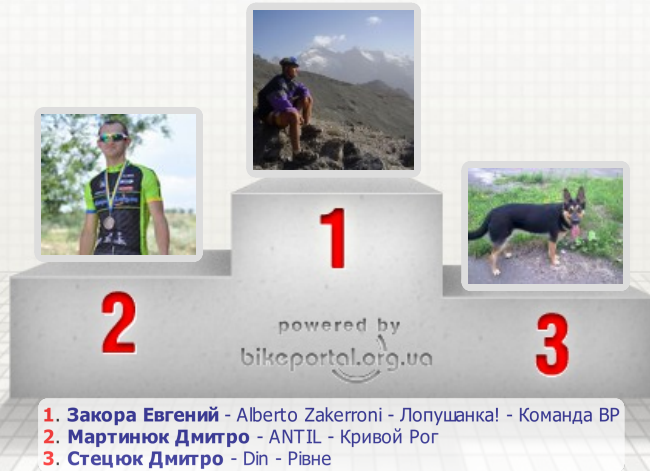 1
2
3
powered by
bikeportal.org.ua
1. Закора Евгений - Alberto Zakerroni - Лопушанка! - Команда ВР
2. Мартинюк Дмитро - ANTIL - Кривой Рог
3. Стецюк Дмитро - Din - Рівне